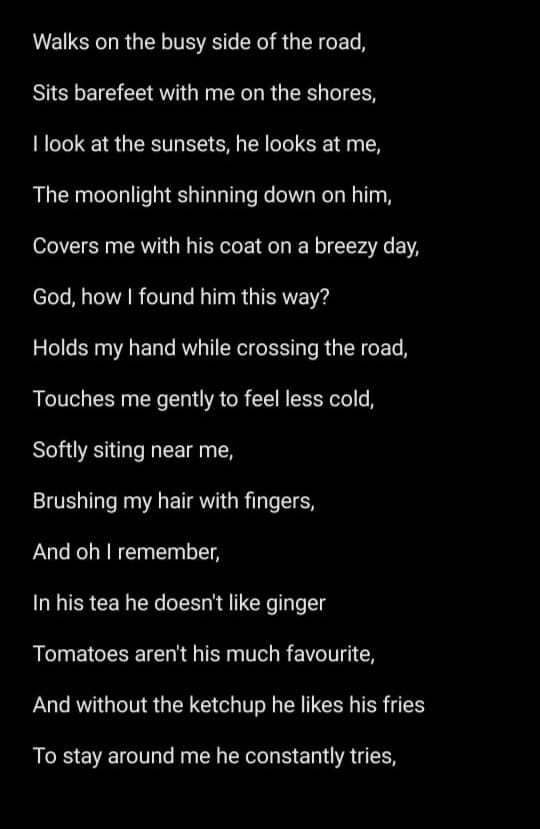 Walks on the busy side of the road,
Sits barefeet with me on the shores,
I look at the sunsets, he looks at me,
The moonlight shinning down on him,
Covers me with his coat on a breezy day,
God, how I found him this way?
Holds my hand while crossing the road,
Touches me gently to feel less cold,
Softly siting near me,
Brushing my hair with fingers,
And oh I remember,
In his tea he doesn't like ginger
Tomatoes aren't his much favourite,
And without the ketchup he likes his fries
To stay around me he constantly tries,